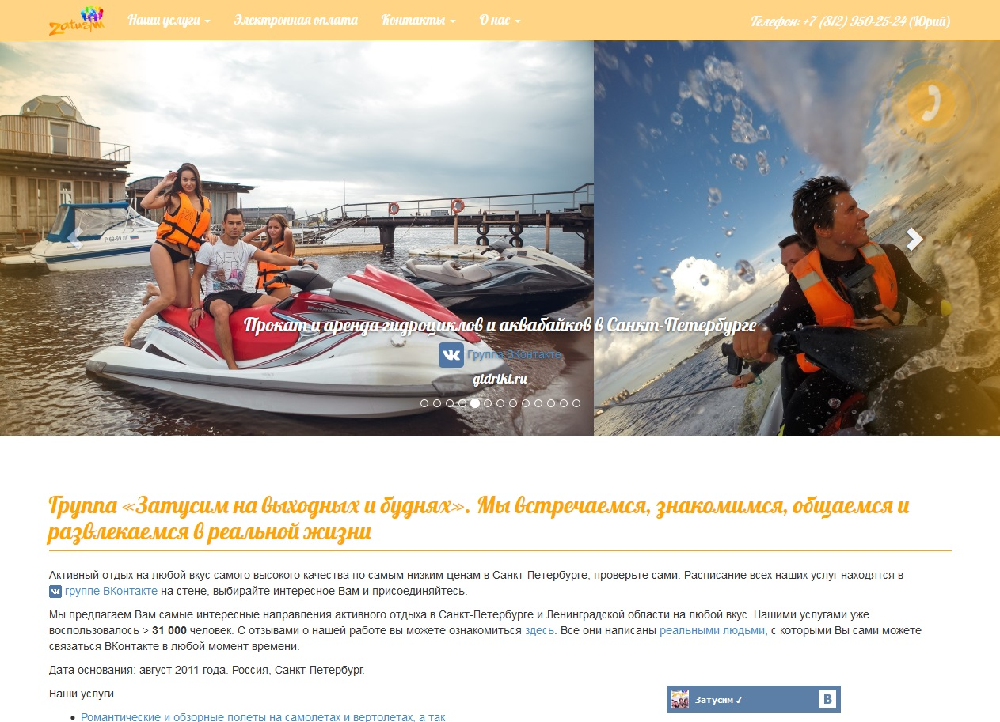 Zatusim
Наши услуги
Электронная оплата
Контакты
О нас
Телефон: +7 (812) 950-25-24 (Юрий)
Р 69-99 ЛГ
NEW
Прокат и аренда гидроциклов и аквабайков в Санкт-Петербурге
Группа ВКонтакте
gidriki.ru
Группа «Затусим на выходных и буднях». Мы встречаемся, знакомимся, общаемся и
развлекаемся в реальной жизни
Активный отдых на любой вкус самого высокого качества по самым низким ценам в Санкт-Петербурге, проверьте сами. Расписание всех наших услуг находятся в
группе ВКонтакте на стене, выбирайте интересное Вам и присоединяйтесь.
Мы предлагаем Вам самые интересные направления активного отдыха в Санкт-Петербурге и Ленинградской области на любой вкус. Нашими услугами уже
воспользовалось > 31 000 человек. С отзывами о нашей работе вы можете ознакомиться здесь. Все они написаны реальными людьми, с которыми Вы сами можете
связаться ВКонтакте в любой момент времени.
Дата основания: август 2011 года. Россия, Санкт-Петербург.
Наши услуги
Затусим ✓
В
• Романтические и обзорные полеты на самолетах и вертолетах, а так